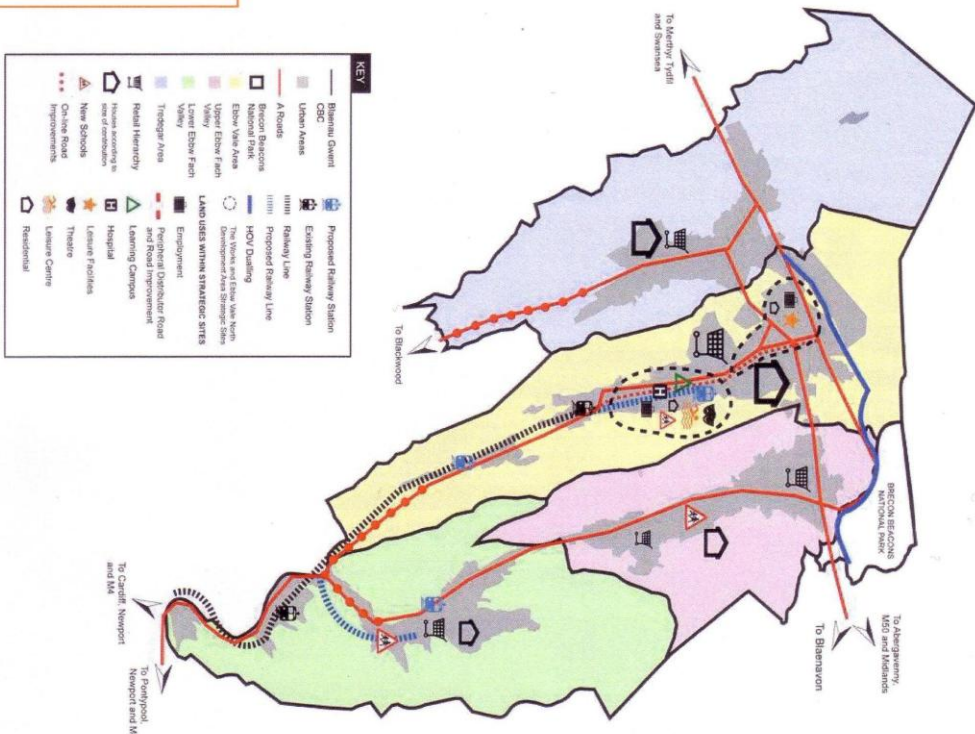 To Merthyr Tydfil
and Swansea
BRECON BEACONS
NATIONAL PARK
To Abergavenny,
M50 and Midlands
To Blaenavon
To Blackwood
To Cardiff, Newport
and M4
To Pontypool,
Newport and M
KEY
Blaenau Gwent
CBC
Urban Areas
A Roads
Brecon Beacons
National Park
Ebbw Vale Area
Upper Ebbw Fach
Valley
Lower Ebbw Fach
Valley
Tredegar Area
Retail Hierarchy
Houses according to
size of contribution
New Schools
On-line Road
Improvements
Proposed Railway Station
Existing Railway Station
Railway Line
Proposed Railway Line
HOV Dualling
The Works and Ebbw Vale North
Development Area Strategic Sites
LAND USES WITHIN STRATEGIC SITES
Employment
Peripheral Distributor Road
and Road Improvement
Learning Campus
H
Hospital
Leisure Facilities
Theatre
Leisure Centre
Residential
H